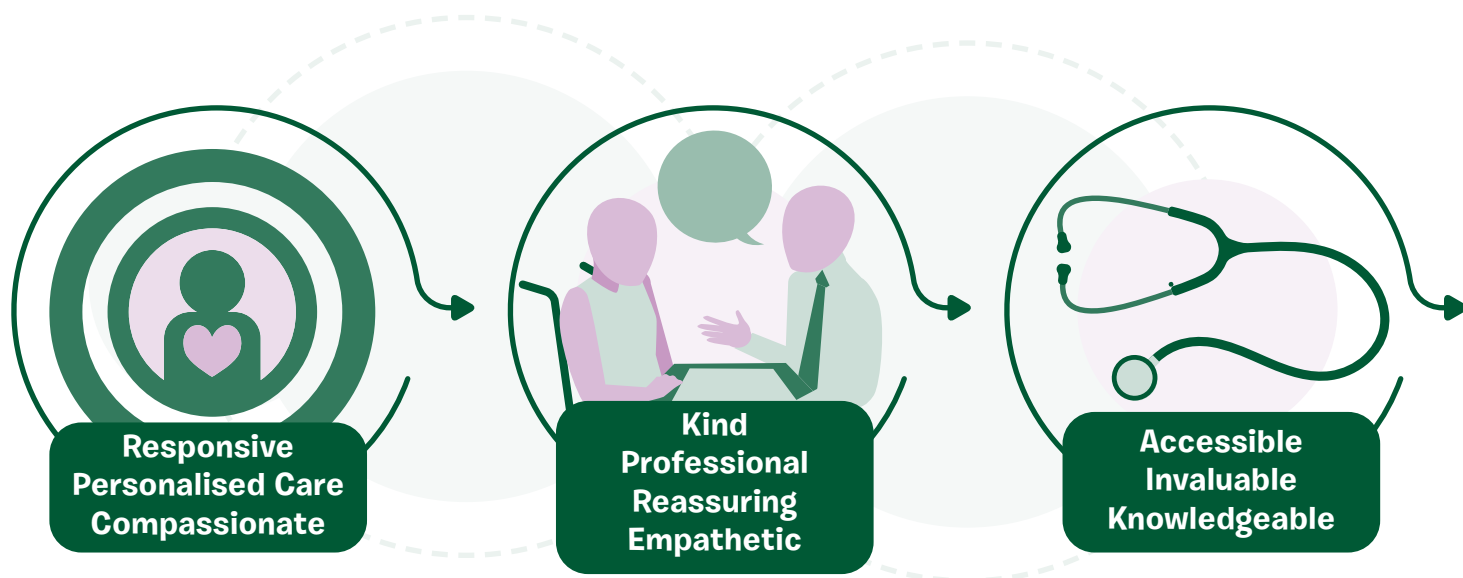 Responsive
Personalised Care
Compassionate
Kind
Professional
Reassuring
Empathetic
Accessible
Invaluable
Knowledgeable